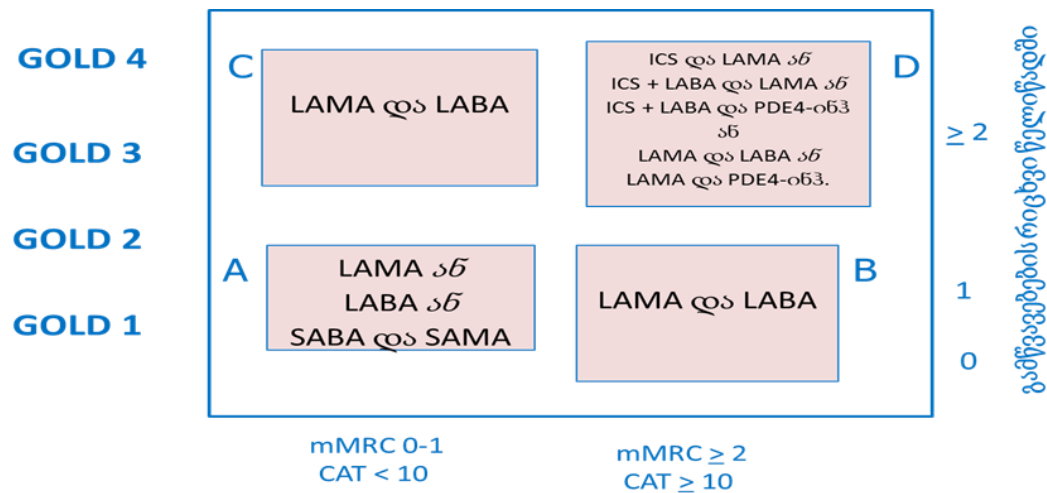 GOLD 4
GOLD 3
GOLD 2
GOLD 1
C
LAMA და LABA
ICS და LAMA ან
ICS + LABA და LAMA ან
ICS + LABA და PDE4-ინჰ
ან
LAMA და LABA ან
LAMA და PDE4-ინჰ.
D
A
LAMA ან
LABA ან
SABA და SAMA
LAMA და LABA
B
≥ 2
1
0
გამწვავებების რიცხვი წელიწადში
mMRC 0-1
CAT < 10
mMRC ≥ 2
CAT ≥ 10